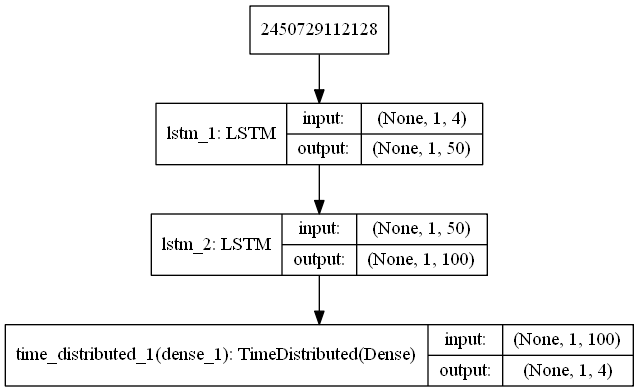 2450729112128
lstm_1: LSTM
input:
(None, 1, 4)
output:
(None, 1, 50)
lstm_2: LSTM
input:
(None, 1, 50)
output:
(None, 1, 100)
time_distributed_1(dense_1): TimeDistributed(Dense)
input:
(None, 1, 100)
output:
(None, 1, 4)